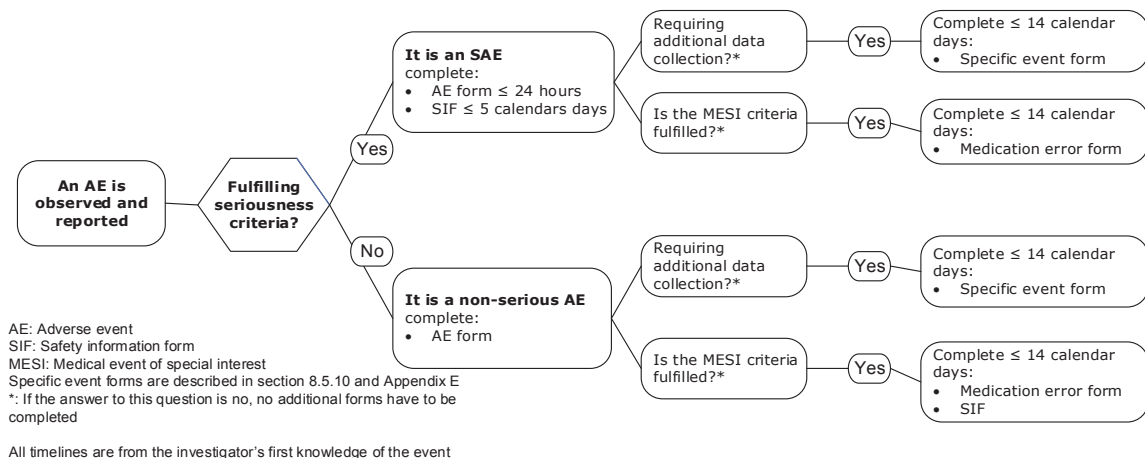 An AE is
observed and
reported
Fulfilling
seriousness
criteria?
Yes
No
It is an SAE
complete:
• AE form ≤ 24 hours
• SIF ≤ 5 calendars days
Requiring
additional data
collection?*
Yes
Complete ≤ 14 calendar
days:
• Specific event form
Is the MESI criteria
fulfilled?*
Yes
Complete ≤ 14 calendar
days:
• Medication error form
It is a non-serious AE
complete:
• AE form
Requiring
additional data
collection?*
Yes
Complete ≤ 14 calendar
days:
• Specific event form
Is the MESI criteria
fulfilled?*
Yes
Complete ≤ 14 calendar
days:
• Medication error form
• SIF
AE: Adverse event
SIF: Safety information form
MESI: Medical event of special interest
Specific event forms are described in section 8.5.10 and Appendix E
*: If the answer to this question is no, no additional forms have to be
completed
All timelines are from the investigator's first knowledge of the event